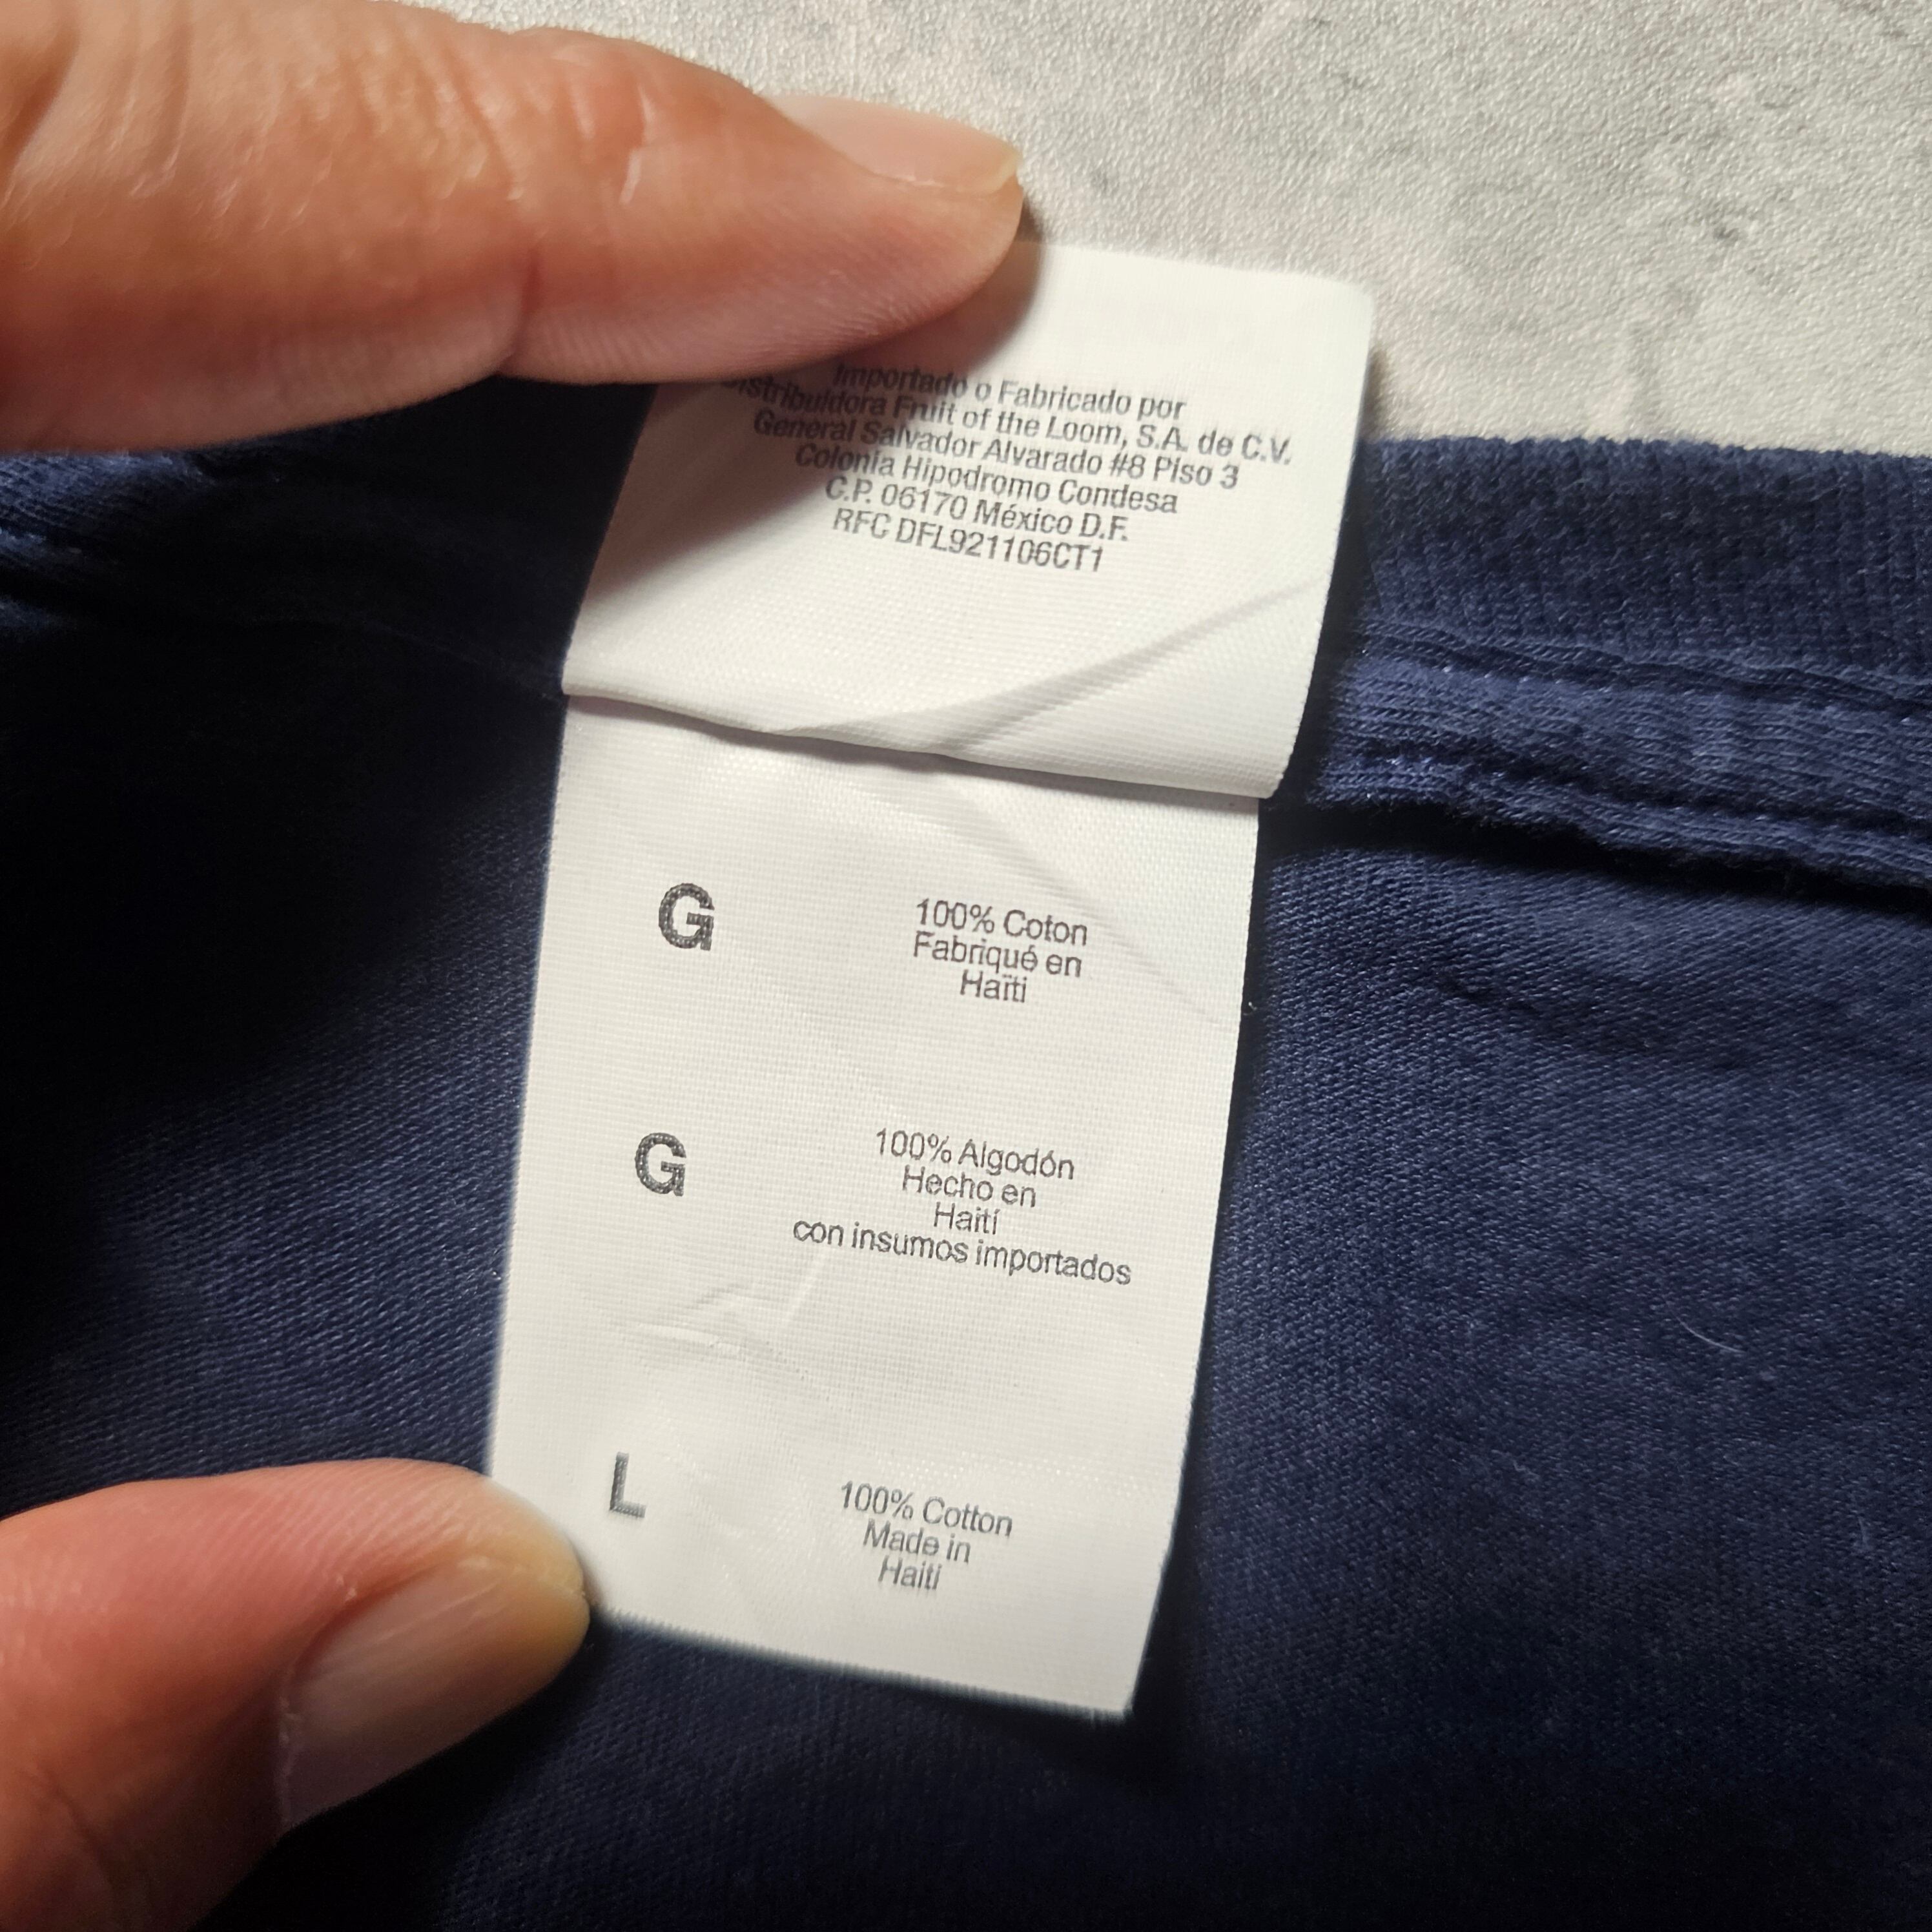 Importado o Fabricado por
Distribuidora Fruit of the Loom, S.A. de C.V.
General Salvador Alvarado #8 Piso 3
Colonia Hipodromo Condesa
C.P. 06170 México D.F.
RFC DFL921106CT1
G
100% Coton
Fabriqué en
Haïti
G
100% Algodón
Hecho en
Haití
con insumos importados
L
100% Cotton
Made in
Haiti